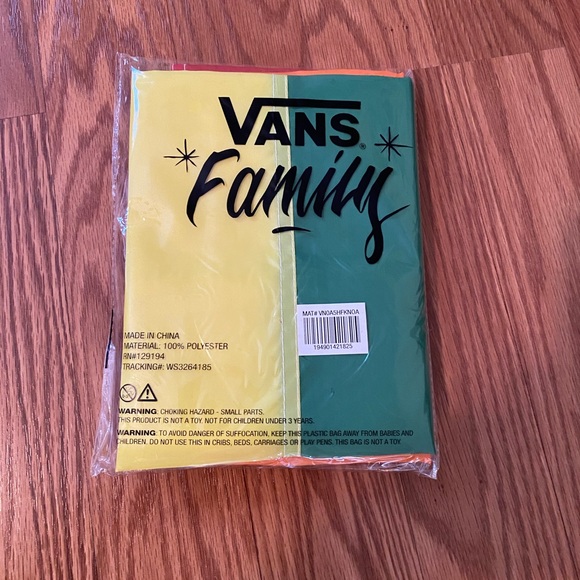 VANS®
Family
MAT# VN0A5HFKNOA
194901421825
MADE IN CHINA
MATERIAL: 100% POLYESTER
RN#129194
TRACKING#: WS3264185
WARNING: CHOKING HAZARD - SMALL PARTS.
THIS PRODUCT IS NOT A TOY. NOT FOR CHILDREN UNDER 3 YEARS.
WARNING: TO AVOID DANGER OF SUFFOCATION, KEEP THIS PLASTIC BAG AWAY FROM BABIES AND
CHILDREN. DO NOT USE THIS IN CRIBS, BEDS, CARRIAGES OR PLAY PENS. THIS BAG IS NOT A TOY.